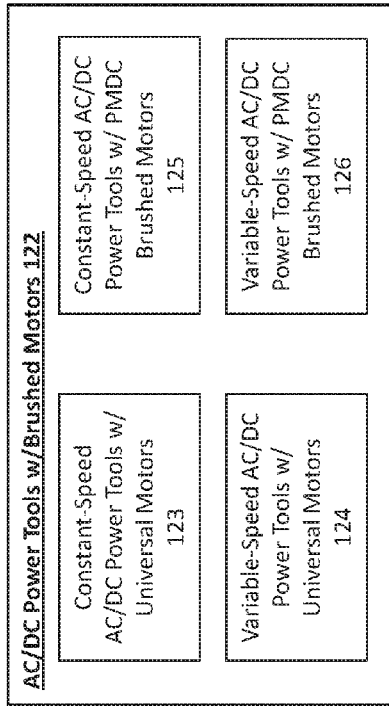 AC/DC Power Tools w/Brushed Motors 122
Constant-Speed
AC/DC Power Tools w/
Universal Motors
123
Constant-Speed AC/DC
Power Tools w/ PMDC
Brushed Motors
125
Variable-Speed AC/DC
Power Tools w/
Universal Motors
124
Variable-Speed AC/DC
Power Tools w/ PMDC
Brushed Motors
126